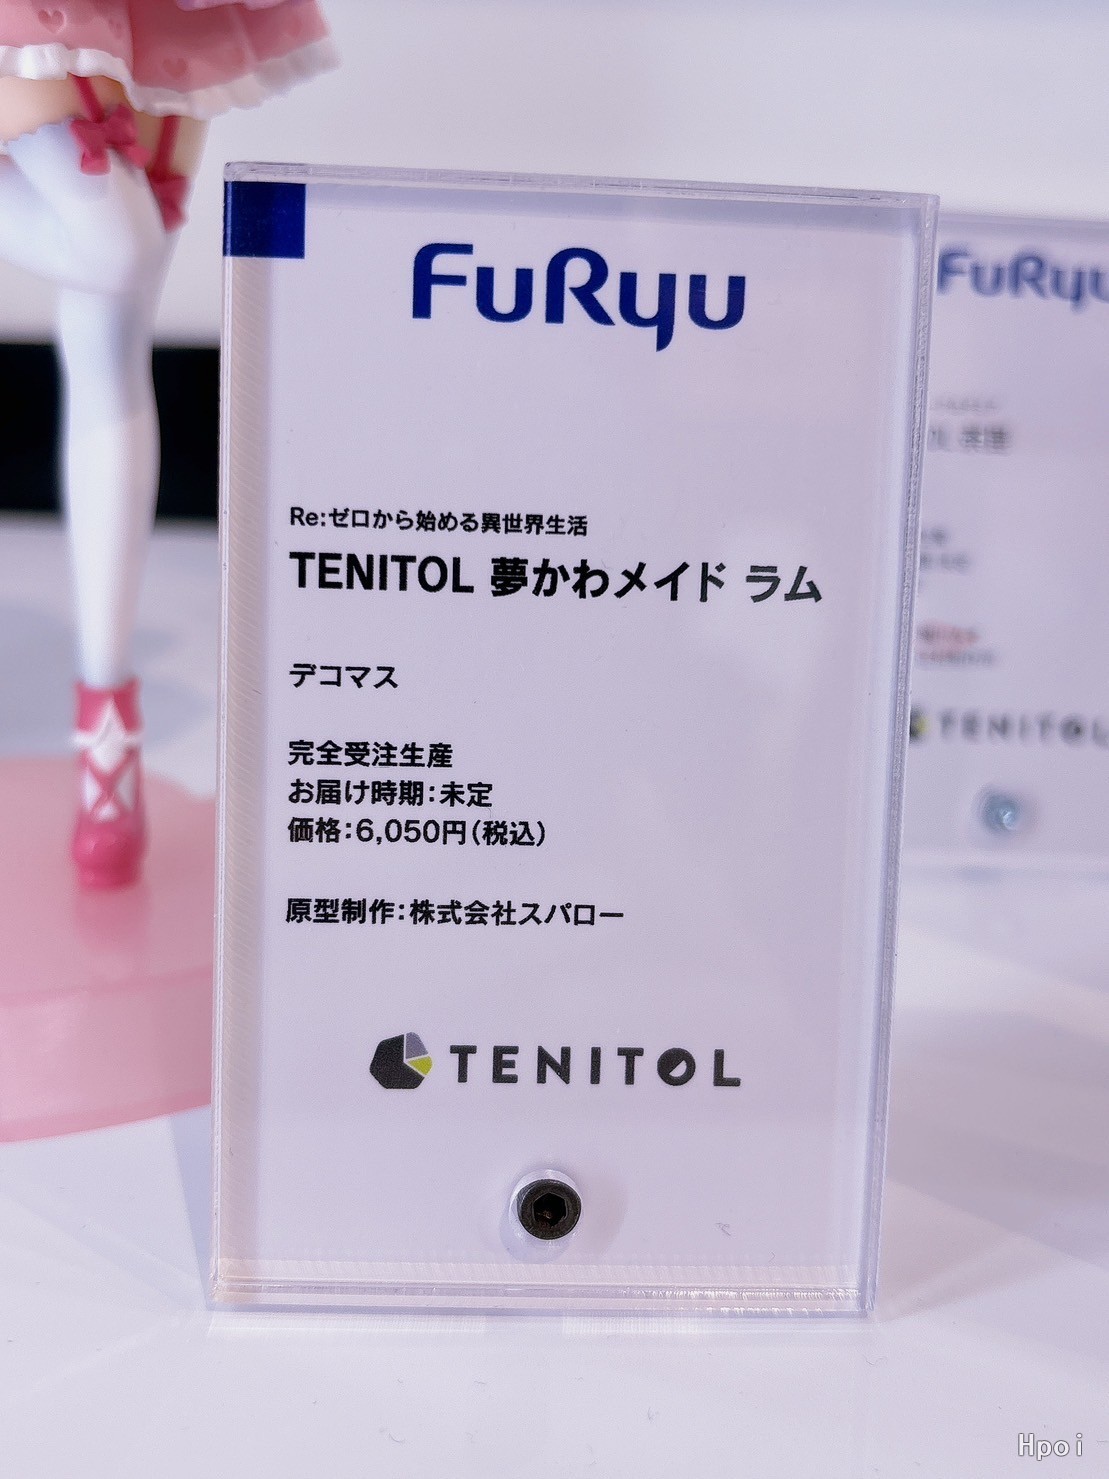 FuRyu
Re:ゼロから始める異世界生活
TENITOL 夢かわメイド ラム
デコマス
完全受注生産
お届け時期：未定
価格：6,050円（税込）
原型制作：株式会社スパロー
TENITOL
FuRyu
TENITOL
Hpoi